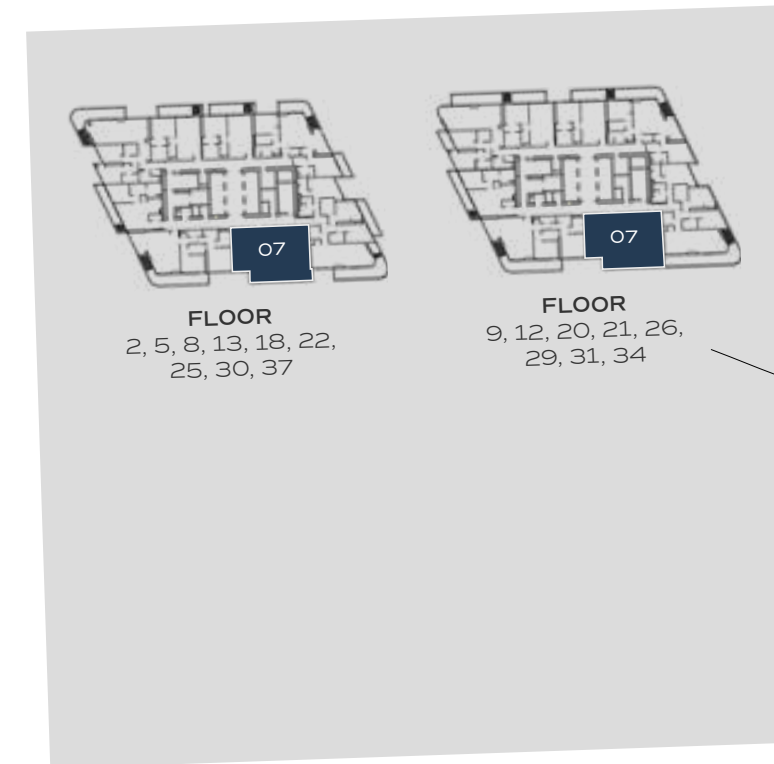 07
07
FLOOR
2, 5, 8, 13, 18, 22,
25, 30, 37
FLOOR
9, 12, 20, 21, 26,
29, 31, 34